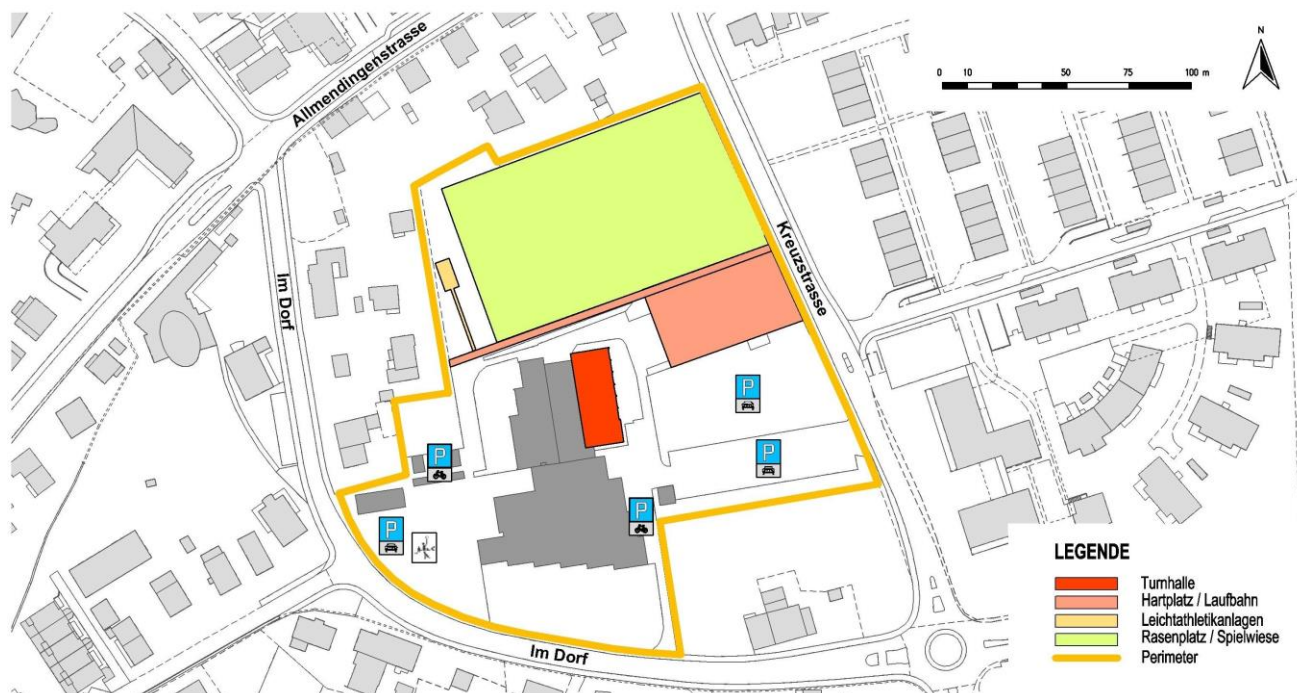 Allmendingenstrasse
0 10 50 75 100 m
N
Im Dorf
Kreuzstrasse
P
P
P
P
P
Im Dorf
LEGENDE
Turnhalle
Hartplatz / Laufbahn
Leichtathletikanlagen
Rasenplatz / Spielwiese
Perimeter